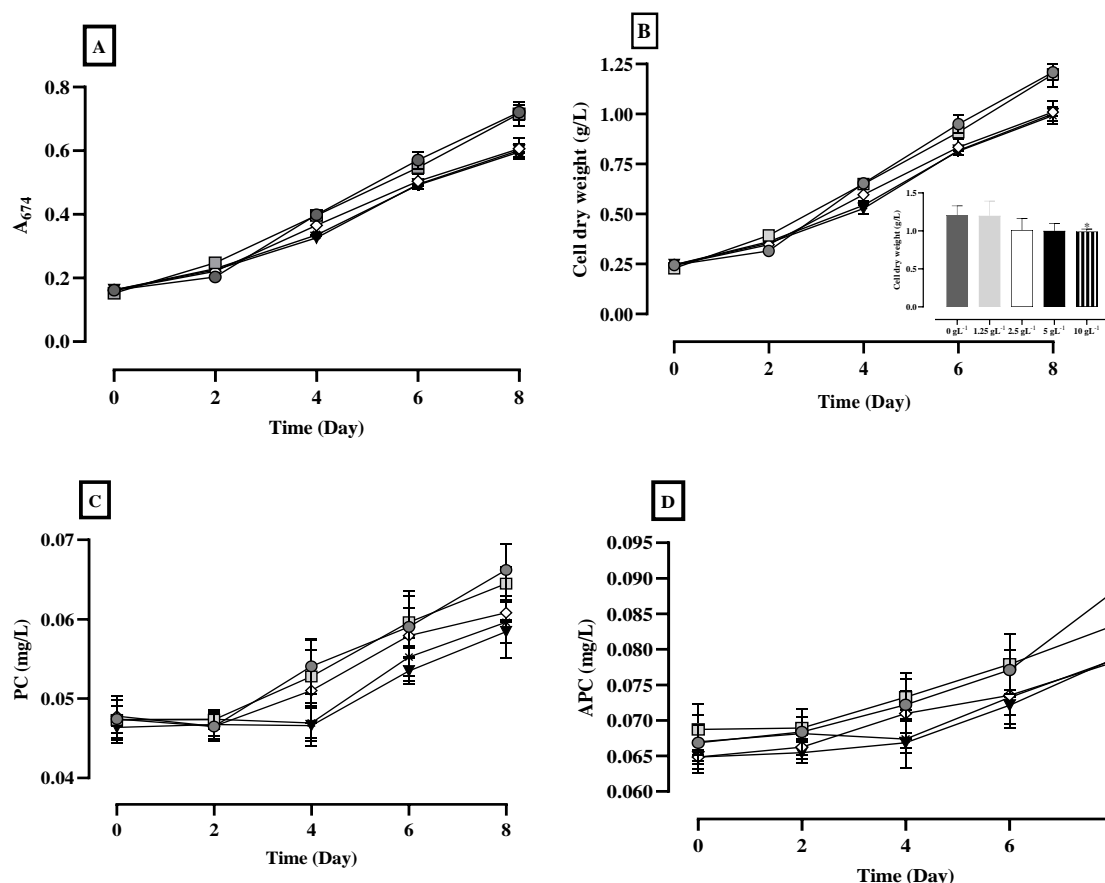 A
0.8
0.6
0.4
0.2
0.0
A674
0 2 4 6 8
Time (Day)
B
1.25
1.00
0.75
0.50
0.25
0.00
Cell dry weight (g/L)
0 2 4 6 8
Time (Day)
1.5
1.0
0.5
0.0
Cell dry weight (g/L)
*
0 gL-1 1.25 gL-1 2.5 gL-1 5 gL-1 10 gL-1
C
0.07
0.06
0.05
0.04
PC (mg/L)
0 2 4 6 8
Time (Day)
D
0.095
0.090
0.085
0.080
0.075
0.070
0.065
0.060
APC (mg/L)
0 2 4 6
Time (Day)